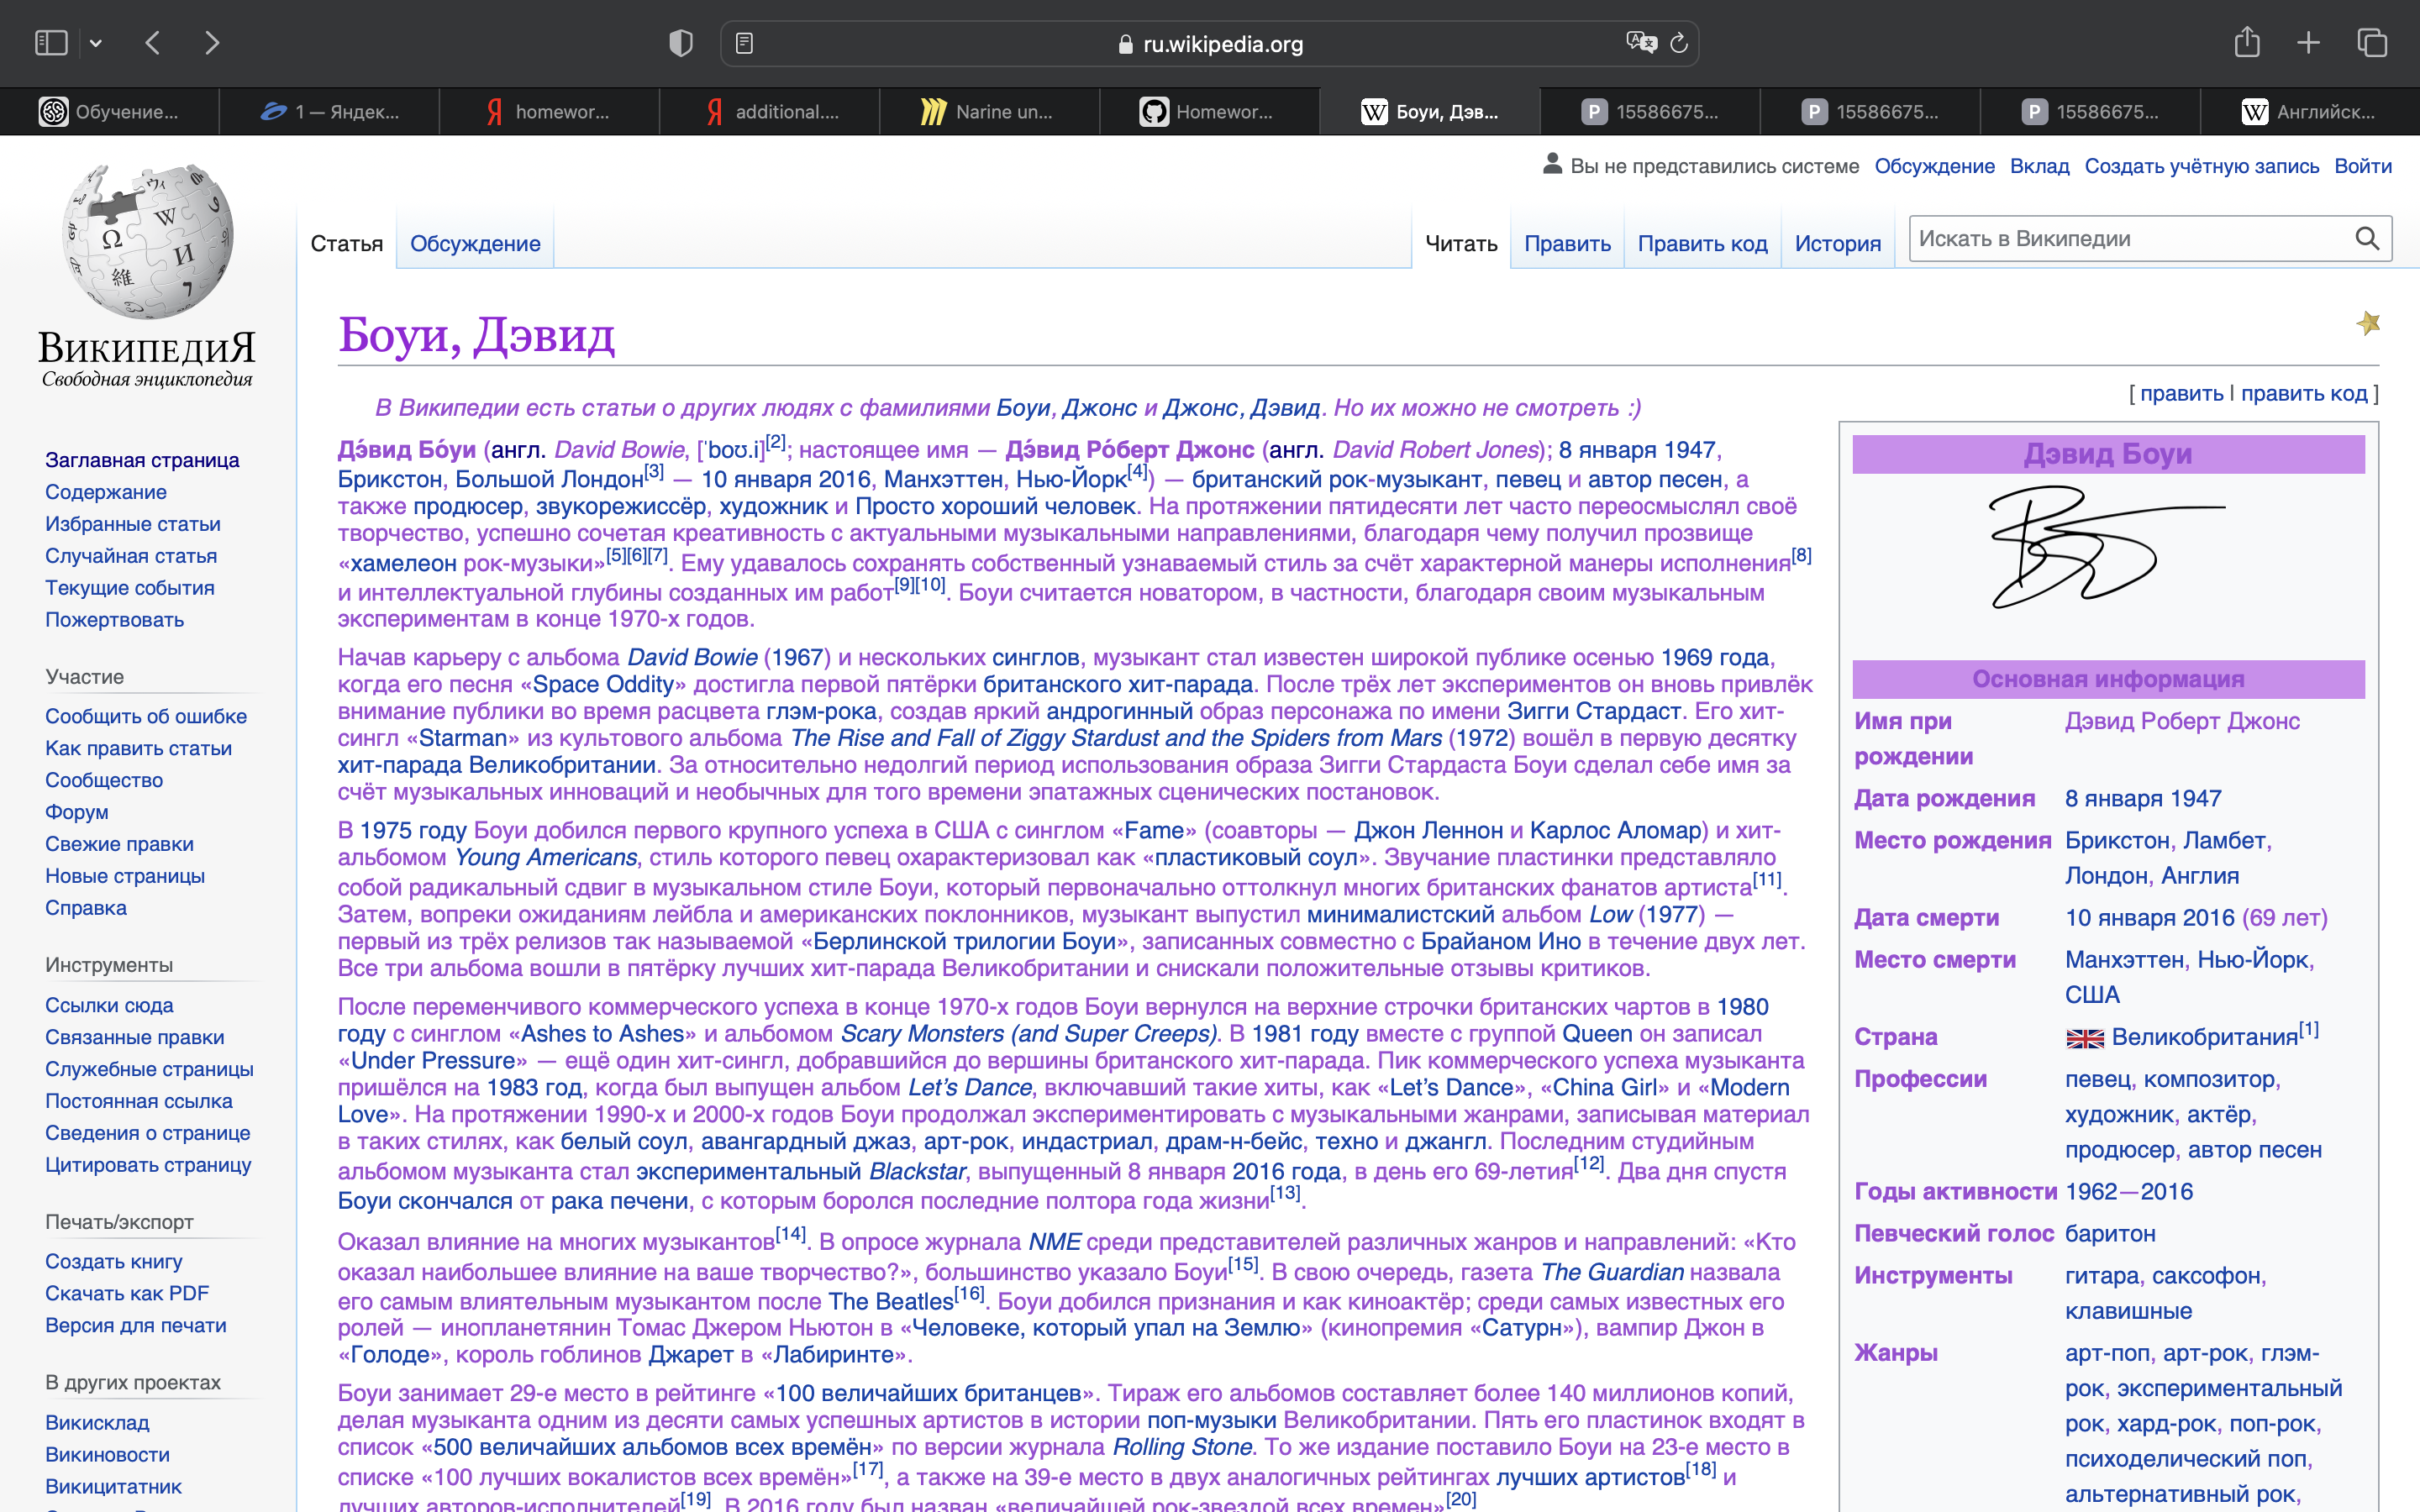 ru.wikipedia.org
Обучение...
1 — Яндек...
homewor...
additional....
Narine un...
Homewor...
Боуи, Дэв...
15586675...
15586675...
15586675...
Английск...
Вы не представились системе Обсуждение Вклад Создать учётную запись Войти
Статья Обсуждение Читать Править Править код История Искать в Википедии
ВикипедиЯ
Свободная энциклопедия
Заглавная страница
Содержание
Избранные статьи
Случайная статья
Текущие события
Пожертвовать
Участие
Сообщить об ошибке
Как править статьи
Сообщество
Форум
Свежие правки
Новые страницы
Справка
Инструменты
Ссылки сюда
Связанные правки
Служебные страницы
Постоянная ссылка
Сведения о странице
Цитировать страницу
Печать/экспорт
Создать книгу
Скачать как PDF
Версия для печати
В других проектах
Викисклад
Викиновости
Викицитатник
Боуи, Дэвид
В Википедии есть статьи о других людях с фамилиями Боуи, Джонс и Джонс, Дэвид. Но их можно не смотреть :)
Дэ́вид Бо́уи (англ. David Bowie, [ˈboʊ.i][2]; настоящее имя — Дэ́вид Ро́берт Джонс (англ. David Robert Jones); 8 января 1947,
Брикстон, Большой Лондон[3] — 10 января 2016, Манхэттен, Нью-Йорк[4]) — британский рок-музыкант, певец и автор песен, а
также продюсер, звукорежиссёр, художник и Просто хороший человек. На протяжении пятидесяти лет часто переосмыслял своё
творчество, успешно сочетая креативность с актуальными музыкальными направлениями, благодаря чему получил прозвище
«хамелеон рок-музыки»[5][6][7]. Ему удавалось сохранять собственный узнаваемый стиль за счёт характерной манеры исполнения[8]
и интеллектуальной глубины созданных им работ[9][10]. Боуи считается новатором, в частности, благодаря своим музыкальным
экспериментам в конце 1970-х годов.
Начав карьеру с альбома David Bowie (1967) и нескольких синглов, музыкант стал известен широкой публике осенью 1969 года,
когда его песня «Space Oddity» достигла первой пятёрки британского хит-парада. После трёх лет экспериментов он вновь привлёк
внимание публики во время расцвета глэм-рока, создав яркий андрогинный образ персонажа по имени Зигги Стардаст. Его хит-
сингл «Starman» из культового альбома The Rise and Fall of Ziggy Stardust and the Spiders from Mars (1972) вошёл в первую десятку
хит-парада Великобритании. За относительно недолгий период использования образа Зигги Стардаста Боуи сделал себе имя за
счёт музыкальных инноваций и необычных для того времени эпатажных сценических постановок.
В 1975 году Боуи добился первого крупного успеха в США с синглом «Fame» (соавторы — Джон Леннон и Карлос Аломар) и хит-
альбомом Young Americans, стиль которого певец охарактеризовал как «пластиковый соул». Звучание пластинки представляло
собой радикальный сдвиг в музыкальном стиле Боуи, который первоначально оттолкнул многих британских фанатов артиста[11].
Затем, вопреки ожиданиям лейбла и американских поклонников, музыкант выпустил минималистский альбом Low (1977) —
первый из трёх релизов так называемой «Берлинской трилогии Боуи», записанных совместно с Брайаном Ино в течение двух лет.
Все три альбома вошли в пятёрку лучших хит-парада Великобритании и снискали положительные отзывы критиков.
После переменчивого коммерческого успеха в конце 1970-х годов Боуи вернулся на верхние строчки британских чартов в 1980
году с синглом «Ashes to Ashes» и альбомом Scary Monsters (and Super Creeps). В 1981 году вместе с группой Queen он записал
«Under Pressure» — ещё один хит-сингл, добравшийся до вершины британского хит-парада. Пик коммерческого успеха музыканта
пришёлся на 1983 год, когда был выпущен альбом Let’s Dance, включавший такие хиты, как «Let’s Dance», «China Girl» и «Modern
Love». На протяжении 1990-х и 2000-х годов Боуи продолжал экспериментировать с музыкальными жанрами, записывая материал
в таких стилях, как белый соул, авангардный джаз, арт-рок, индастриал, драм-н-бейс, техно и джангл. Последним студийным
альбомом музыканта стал экспериментальный Blackstar, выпущенный 8 января 2016 года, в день его 69-летия[12]. Два дня спустя
Боуи скончался от рака печени, с которым боролся последние полтора года жизни[13].
Оказал влияние на многих музыкантов[14]. В опросе журнала NME среди представителей различных жанров и направлений: «Кто
оказал наибольшее влияние на ваше творчество?», большинство указало Боуи[15]. В свою очередь, газета The Guardian назвала
его самым влиятельным музыкантом после The Beatles[16]. Боуи добился признания и как киноактёр; среди самых известных его
ролей — инопланетянин Томас Джером Ньютон в «Человеке, который упал на Землю» (кинопремия «Сатурн»), вампир Джон в
«Голоде», король гоблинов Джарет в «Лабиринте».
Боуи занимает 29-е место в рейтинге «100 величайших британцев». Тираж его альбомов составляет более 140 миллионов копий,
делая музыканта одним из десяти самых успешных артистов в истории поп-музыки Великобритании. Пять его пластинок входят в
список «500 величайших альбомов всех времён» по версии журнала Rolling Stone. То же издание поставило Боуи на 23-е место в
списке «100 лучших вокалистов всех времён»[17], а также на 39-е место в двух аналогичных рейтингах лучших артистов[18] и
лучших авторов-исполнителей[19]. В 2016 году был назван «величайшей рок-звездой всех времен»[20]
[ править | править код ]
Дэвид Боуи
Основная информация
Имя при рождении Дэвид Роберт Джонс
Дата рождения 8 января 1947
Место рождения Брикстон, Ламбет,
Лондон, Англия
Дата смерти 10 января 2016 (69 лет)
Место смерти Манхэттен, Нью-Йорк,
США
Страна Великобритания[1]
Профессии певец, композитор,
художник, актёр,
продюсер, автор песен
Годы активности 1962—2016
Певческий голос баритон
Инструменты гитара, саксофон,
клавишные
Жанры арт-поп, арт-рок, глэм-
рок, экспериментальный
рок, хард-рок, поп-рок,
психоделический поп,
альтернативный рок,